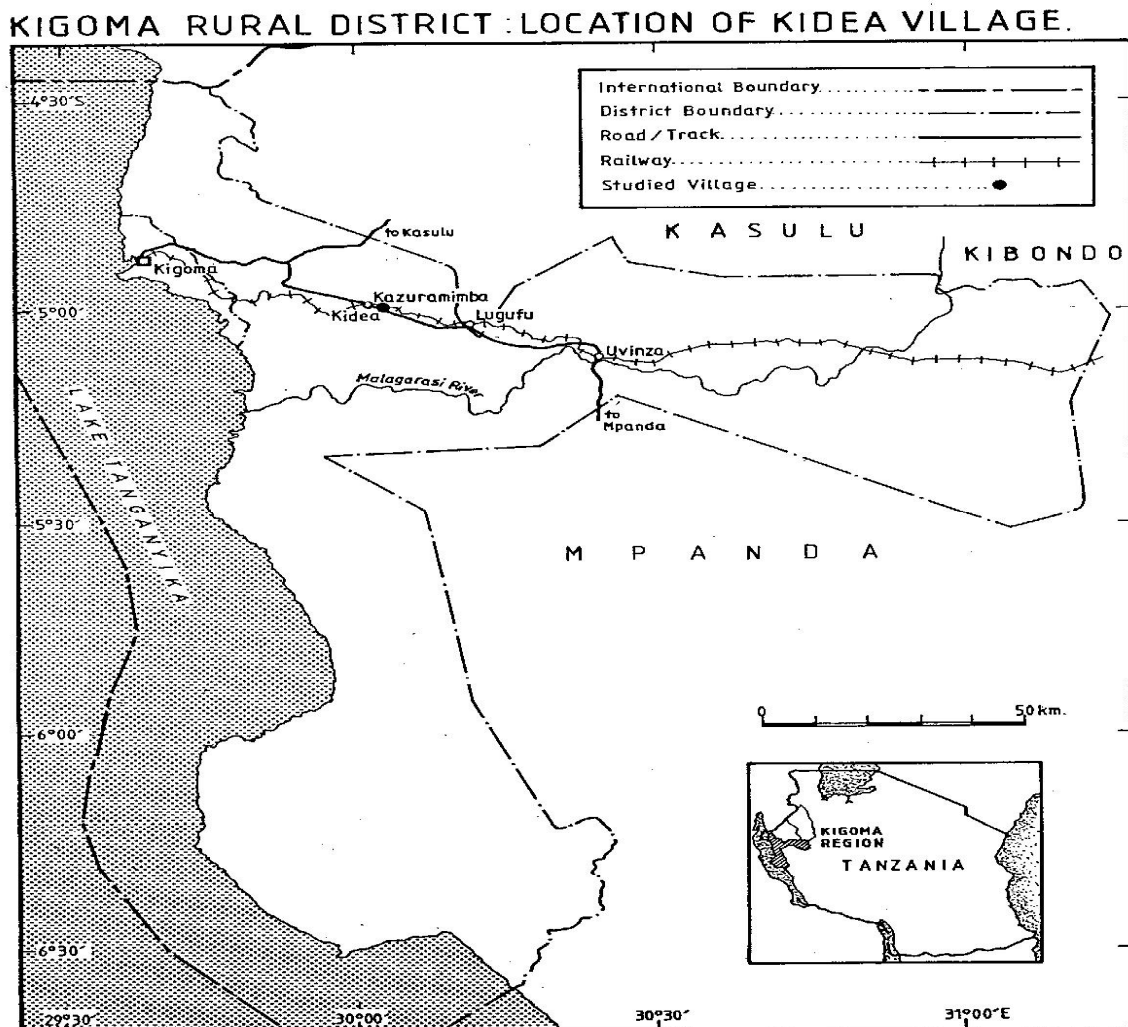 KIGOMA RURAL DISTRICT : LOCATION OF KIDEA VILLAGE.
International Boundary
District Boundary
Road / Track
Railway
Studied Village
4°30′S
KASULU
KIBONDO
to Kasulu
Kigoma
Kazuramimba
Kidea
Lugufu
5°00′
Uvinza
Malagarasi River
to
Mpanda
LAKE TANGANYIKA
5°30′
MPANDA
0 50 km.
6°00′
KIGOMA
REGION
TANZANIA
6°30′
29°30′ 30°00′ 30°30′ 31°00′E